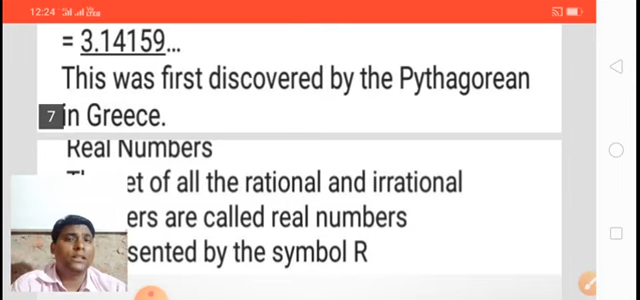 12:24
= 3.14159...
This was first discovered by the Pythagorean
7 in Greece.
Real Numbers
et of all the rational and irrational
ers are called real numbers
sented by the symbol R